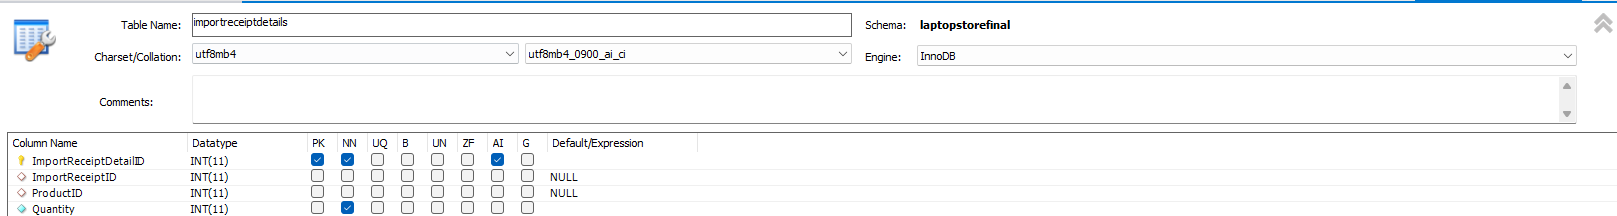 Table Name: importreceiptdetails Schema: laptopstorefinal
Charset/Collation: utf8mb4 utf8mb4_0900_ai_ci Engine: InnoDB
Comments:
Column Name Datatype PK NN UQ B UN ZF AI G Default/Expression
ImportReceiptDetailID INT(11)
ImportReceiptID INT(11) NULL
ProductID INT(11) NULL
Quantity INT(11)